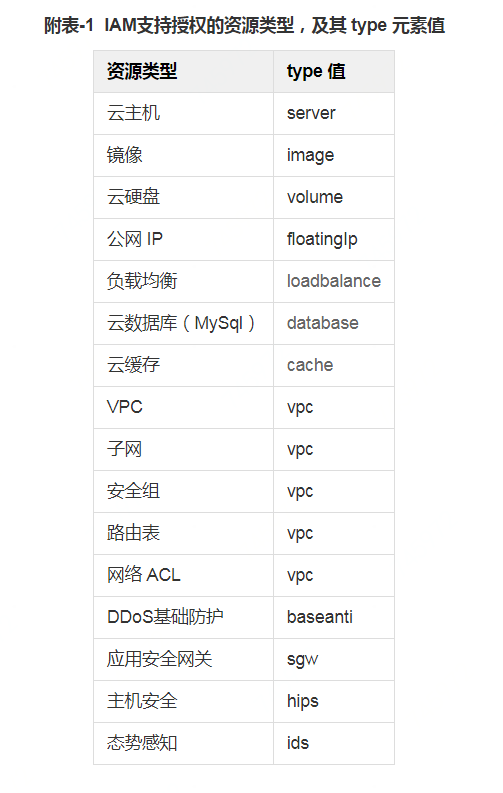 附表-1 IAM支持授权的资源类型，及其 type 元素值
资源类型 type 值
云主机 server
镜像 image
云硬盘 volume
公网 IP floatingIp
负载均衡 loadbalance
云数据库（MySql） database
云缓存 cache
VPC vpc
子网 vpc
安全组 vpc
路由表 vpc
网络 ACL vpc
DDoS基础防护 baseanti
应用安全网关 sgw
主机安全 hips
态势感知 ids